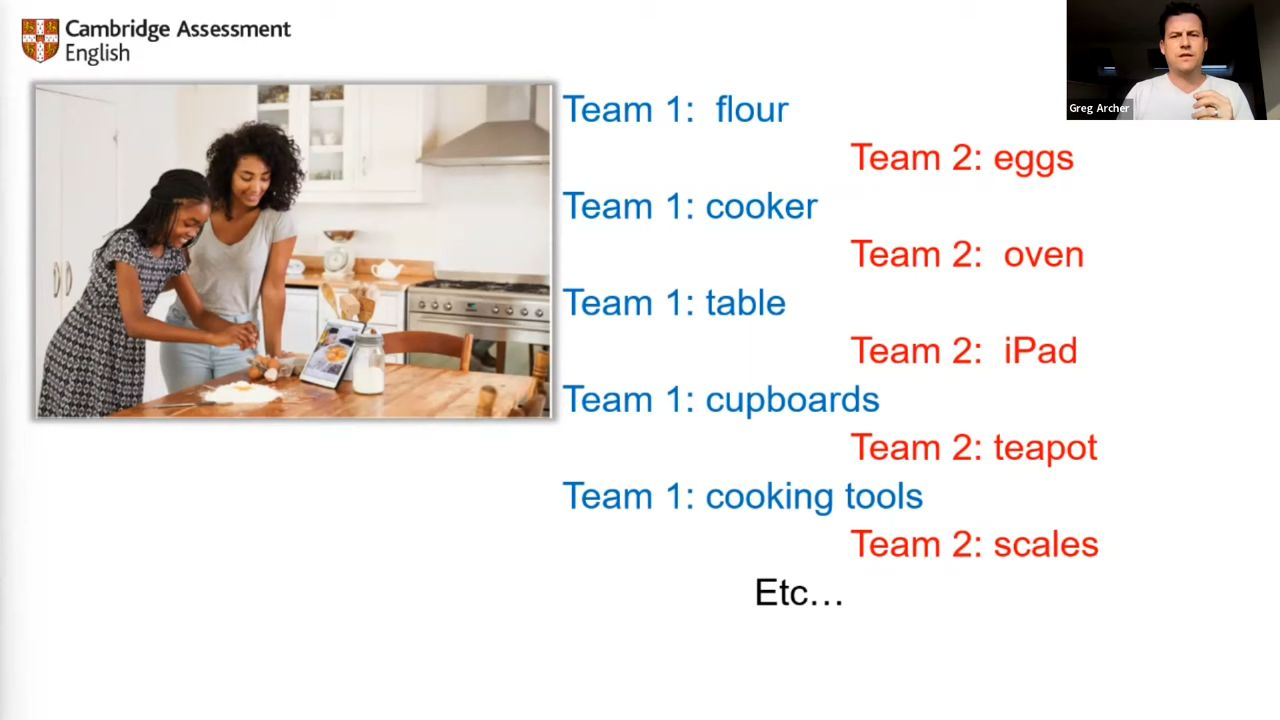 Cambridge Assessment
English
Greg Archer
Team 1: flour
Team 2: eggs
Team 1: cooker
Team 2: oven
Team 1: table
Team 2: iPad
Team 1: cupboards
Team 2: teapot
Team 1: cooking tools
Team 2: scales
Etc…